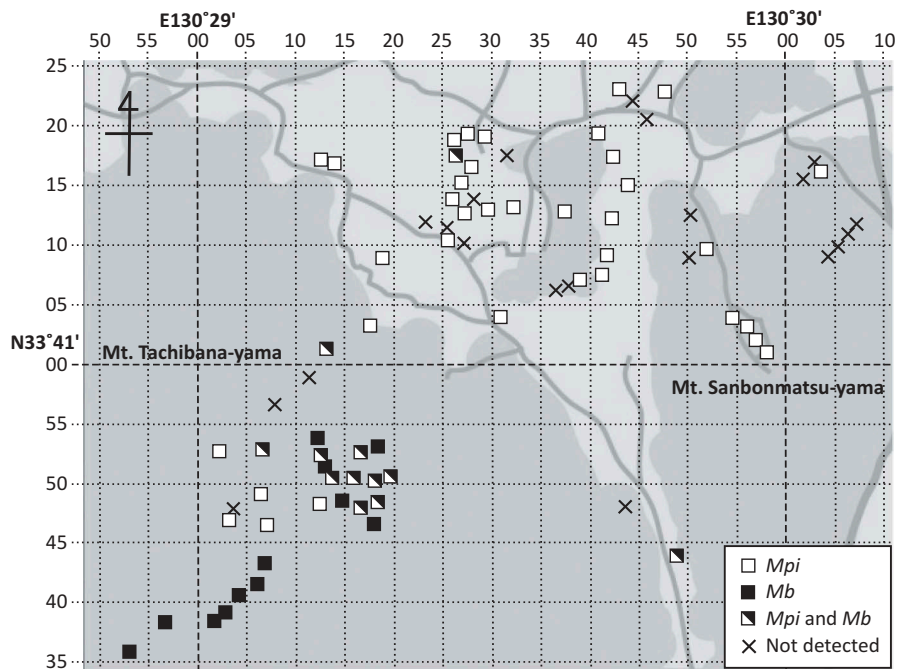 E130°29' E130°30'
50 55 00 05 10 15 20 25 30 35 40 45 50 55 00 05 10
25
20
15
10
05
N33°41'
00
Mt. Tachibana-yama
Mt. Sanbonmatsu-yama
55
50
45
40
35
Mpi
Mb
Mpi and Mb
Not detected